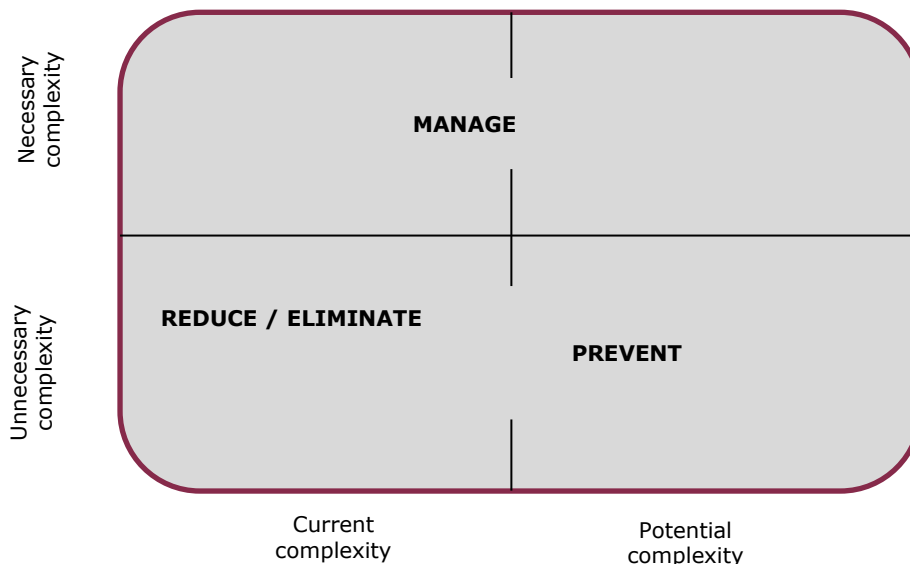 Necessary
complexity
MANAGE
Unnecessary
complexity
REDUCE / ELIMINATE
PREVENT
Current
complexity
Potential
complexity